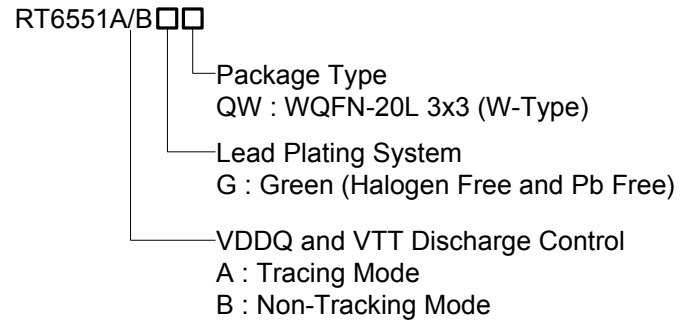 RT6551A/B□□
Package Type
QW : WQFN-20L 3x3 (W-Type)
Lead Plating System
G : Green (Halogen Free and Pb Free)
VDDQ and VTT Discharge Control
A : Tracing Mode
B : Non-Tracking Mode